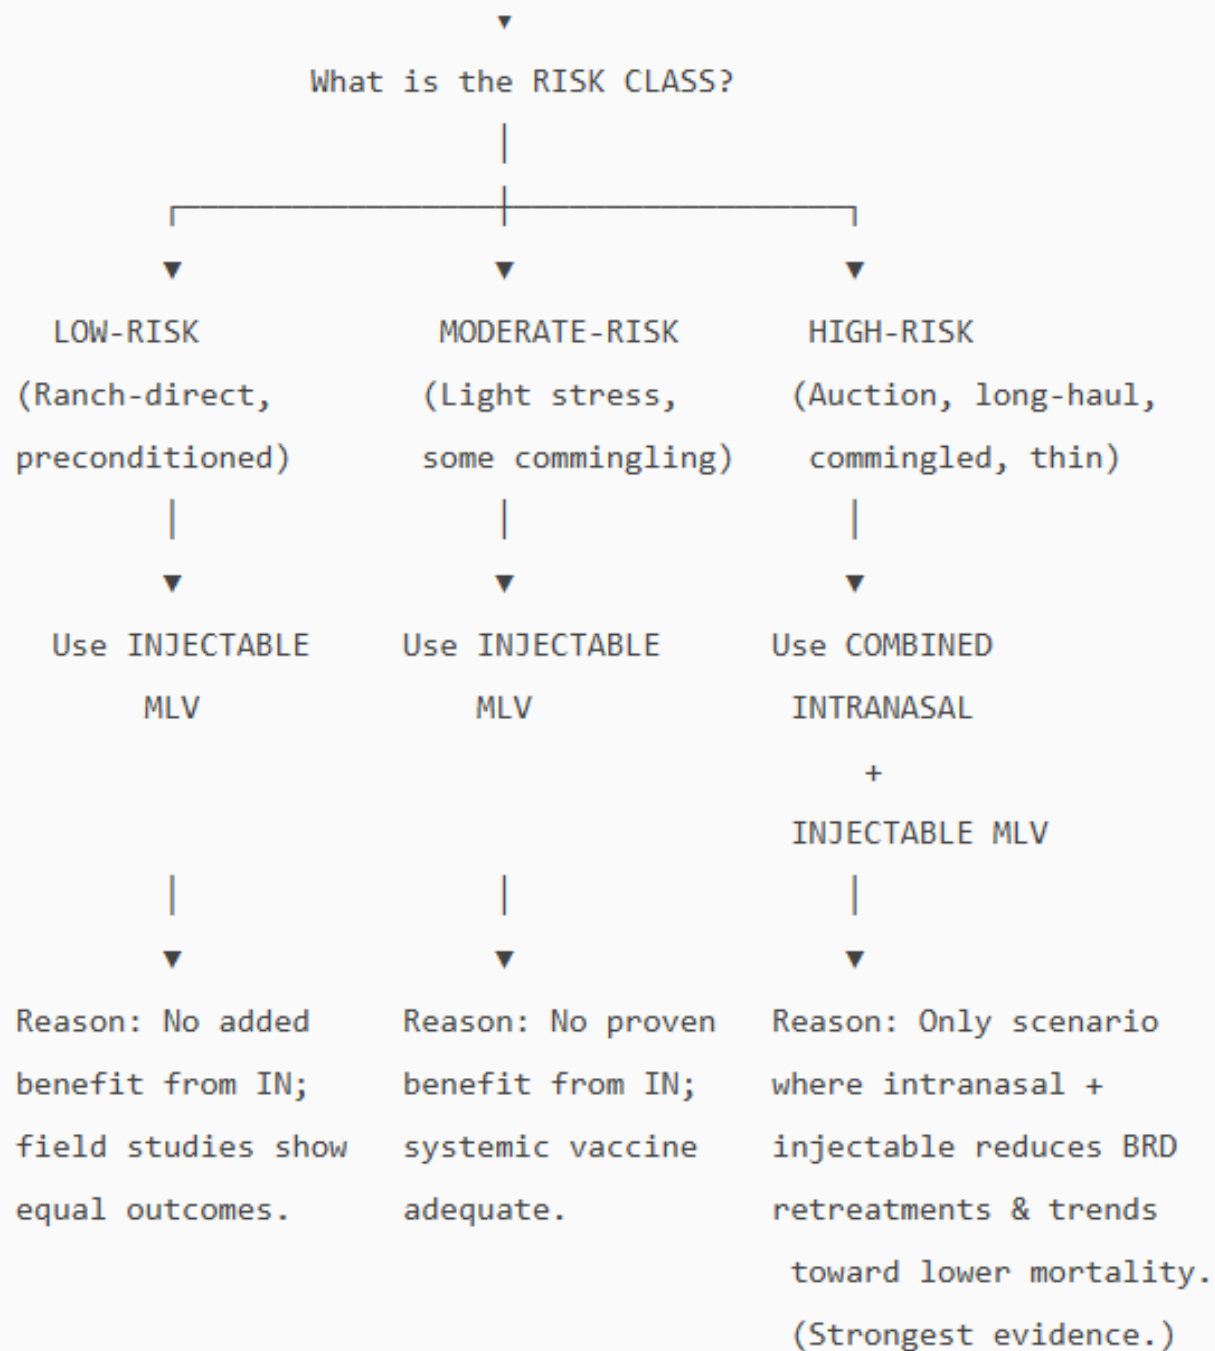 What is the RISK CLASS?
LOW-RISK
(Ranch-direct,
preconditioned)
Use INJECTABLE
MLV
Reason: No added
benefit from IN;
field studies show
equal outcomes.
MODERATE-RISK
(Light stress,
some commingling)
Use INJECTABLE
MLV
Reason: No proven
benefit from IN;
systemic vaccine
adequate.
HIGH-RISK
(Auction, long-haul,
commingled, thin)
Use COMBINED
INTRANASAL
+
INJECTABLE MLV
Reason: Only scenario
where intranasal +
injectable reduces BRD
retreatments & trends
toward lower mortality.
(Strongest evidence.)